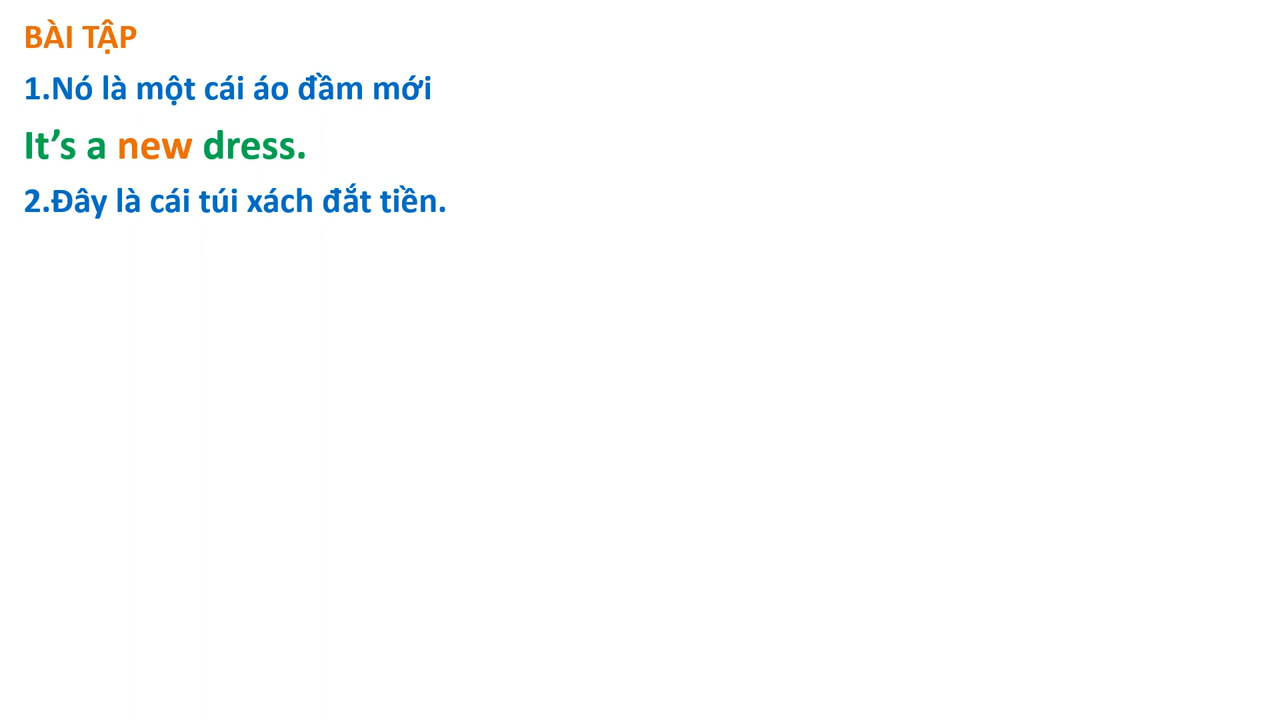 BÀI TẬP
1.Nó là một cái áo đầm mới
It’s a new dress.
2.Đây là cái túi xách đắt tiền.